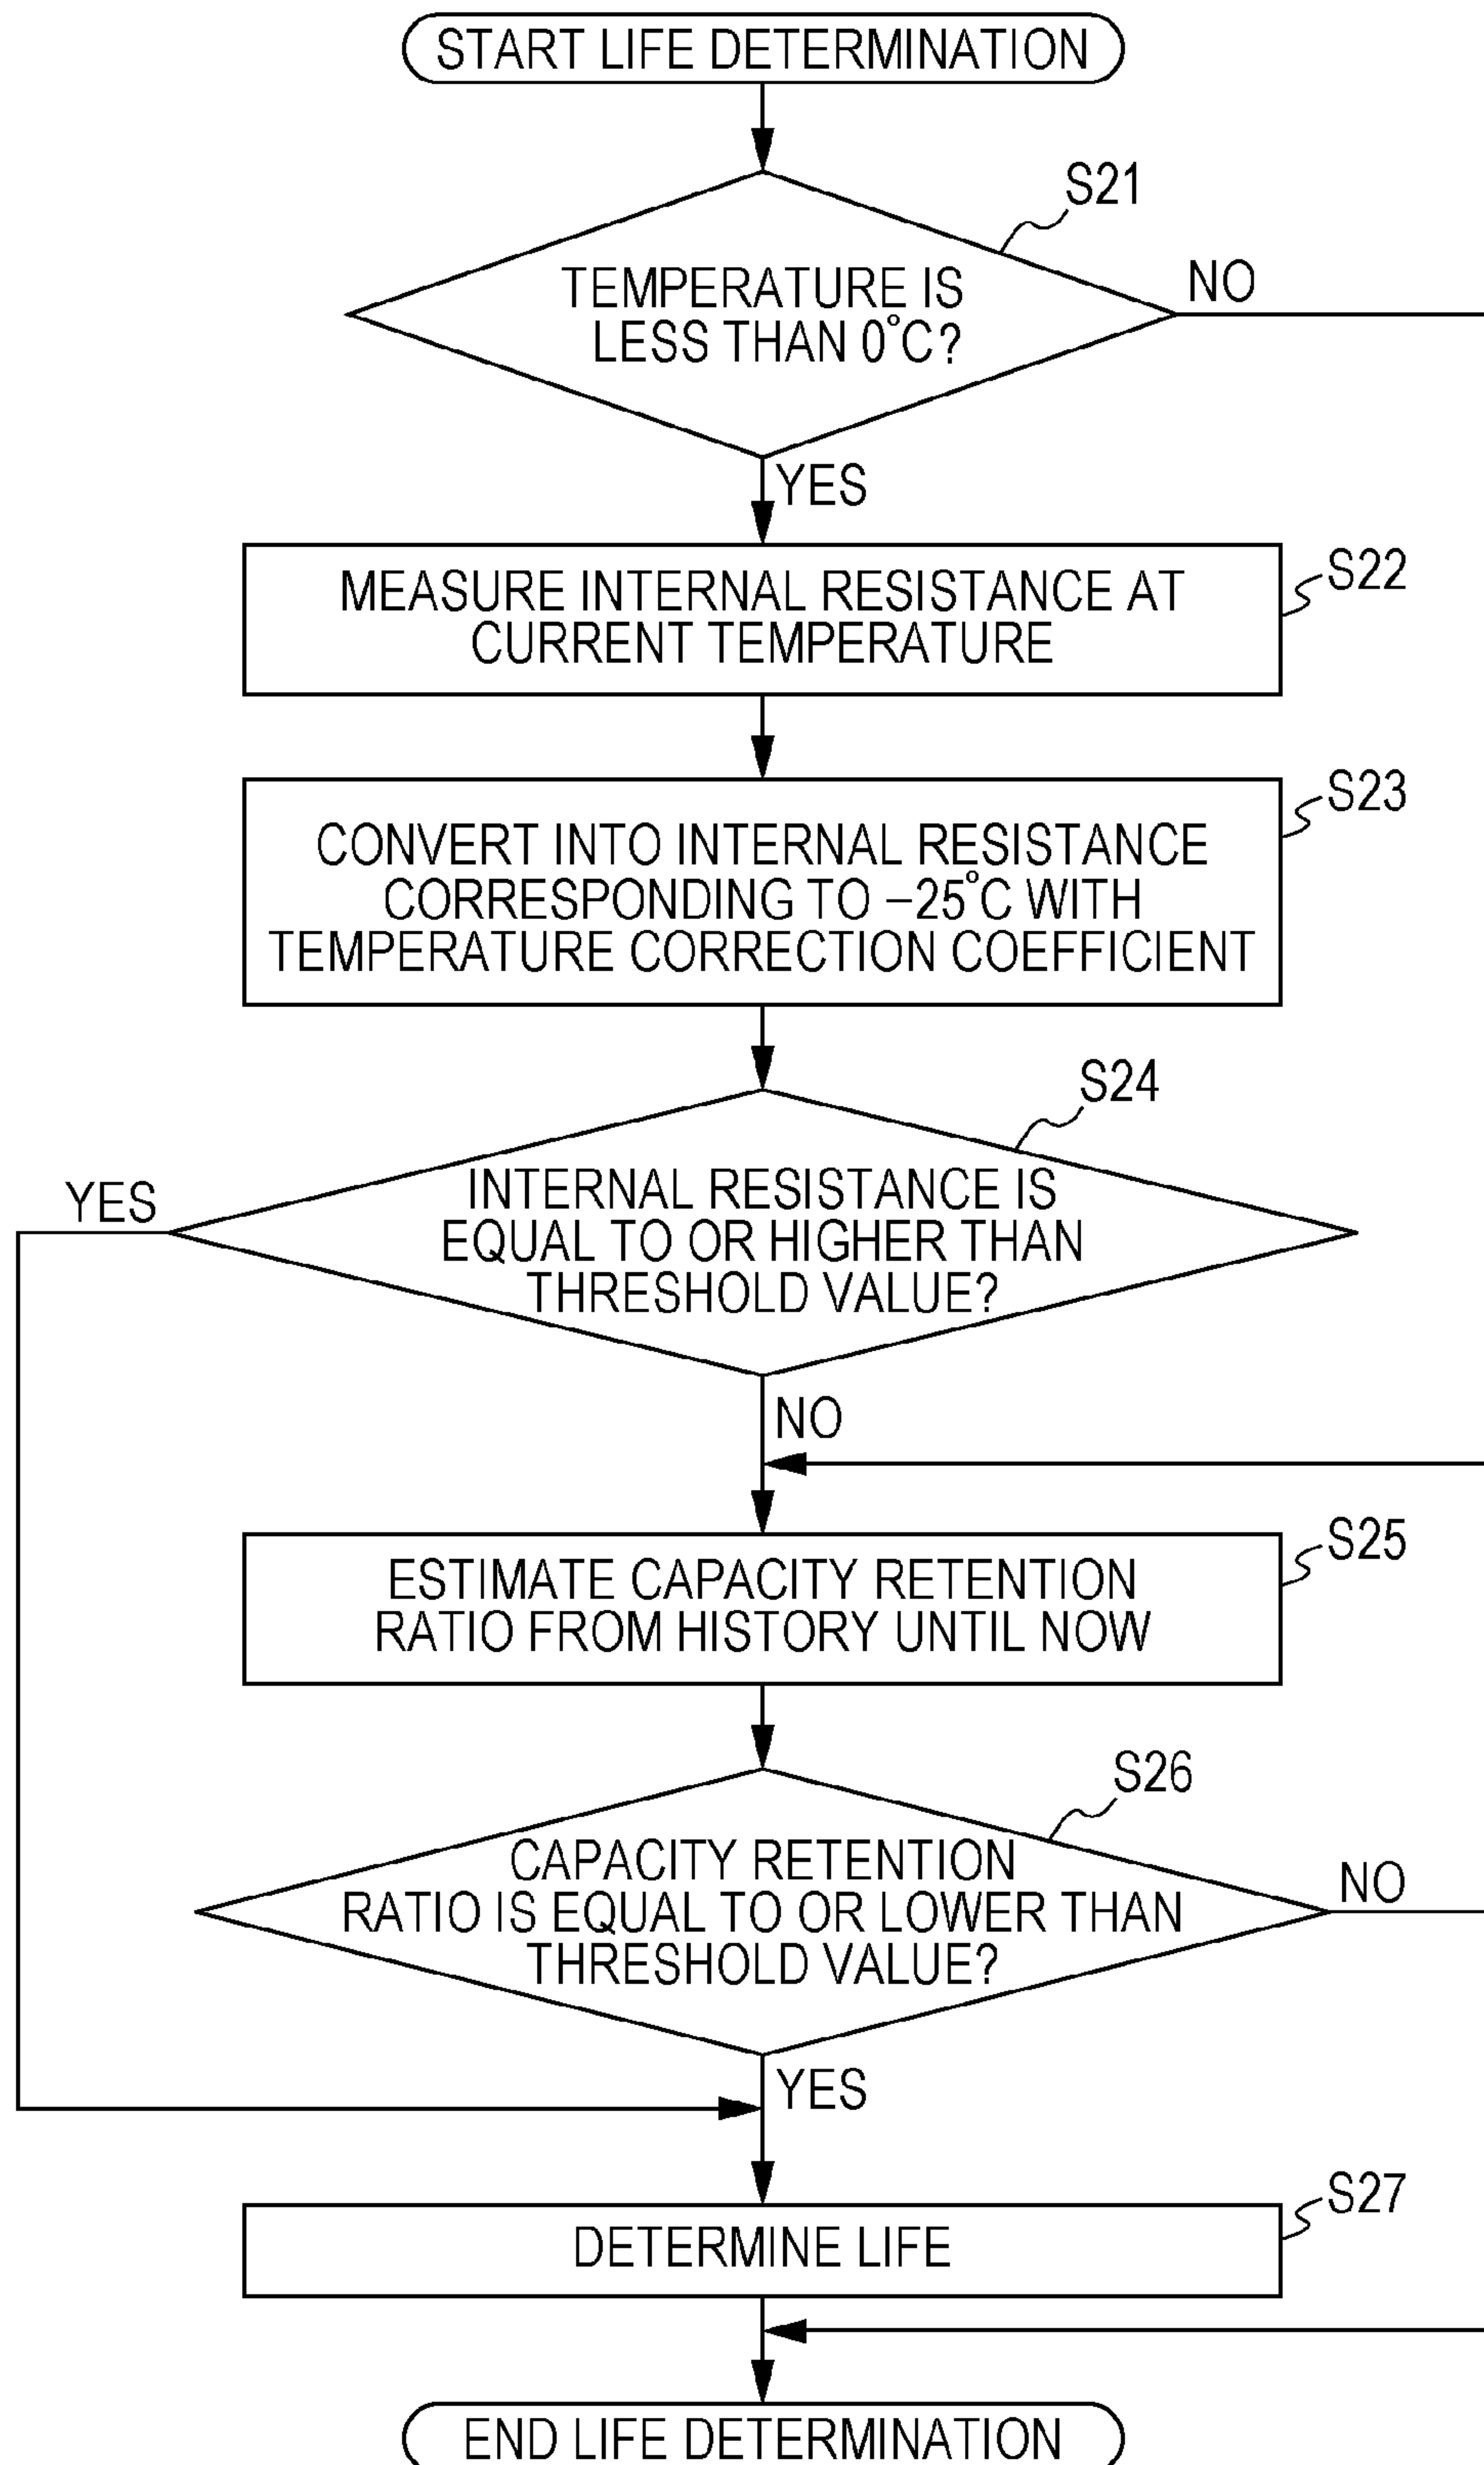 START LIFE DETERMINATION
S21
TEMPERATURE IS
LESS THAN 0°C?
NO
YES
S22
MEASURE INTERNAL RESISTANCE AT
CURRENT TEMPERATURE
S23
CONVERT INTO INTERNAL RESISTANCE
CORRESPONDING TO −25°C WITH
TEMPERATURE CORRECTION COEFFICIENT
S24
YES
INTERNAL RESISTANCE IS
EQUAL TO OR HIGHER THAN
THRESHOLD VALUE?
NO
S25
ESTIMATE CAPACITY RETENTION
RATIO FROM HISTORY UNTIL NOW
S26
CAPACITY RETENTION
RATIO IS EQUAL TO OR LOWER THAN
THRESHOLD VALUE?
NO
YES
S27
DETERMINE LIFE
END LIFE DETERMINATION